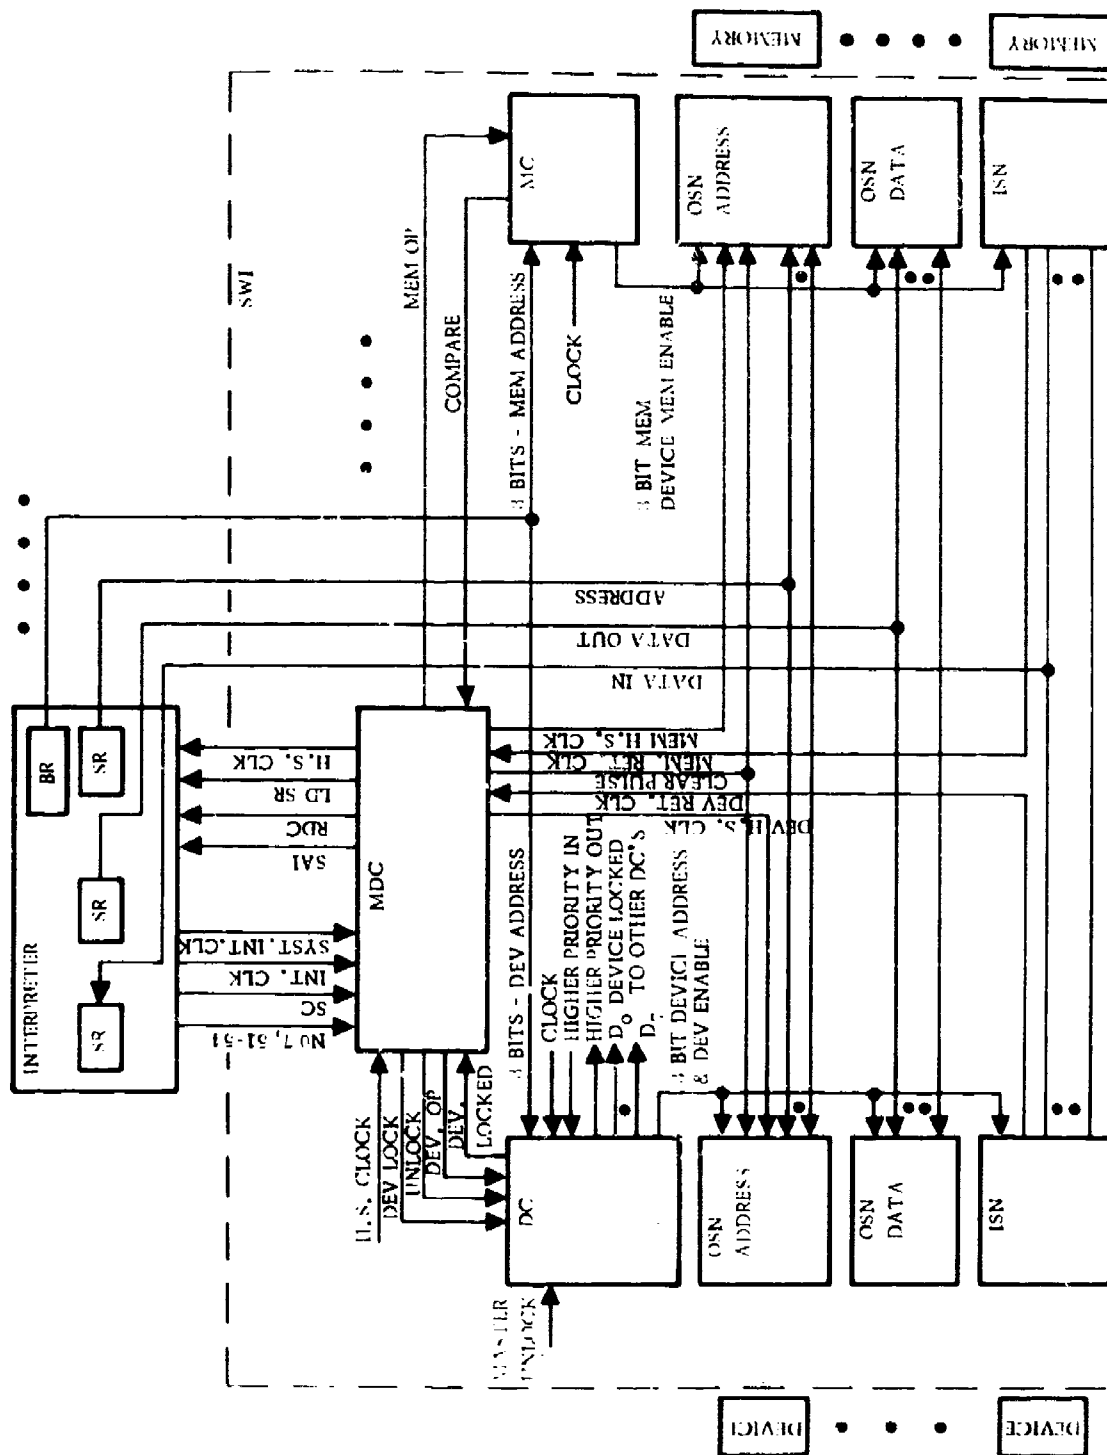 INTERPRETER
BR
SR
SR
SR
H.S. CLK
LD SR
RDC
SAI
SYST. INT. CLK
INT. CLK
SC
SWI
MDC
MEM OP
COMPARE
BITS - MEM ADDRESS
CLOCK
MC
BIT MEM
DEVICE MEM ENABLE
OSN
ADDRESS
OSN
DATA
ISN
MEMORY
MEMORY
ADDRESS
DATA OUT
DATA IN
MEM H.S. CLK
MEM. RET. CLK
CLEAR PULSE
DEV RET. CLK
DEV H.S. CLK
H.S. CLOCK
DEV LOCK
UNLOCK
DEV. OP
DEV.
LOCKED
BITS - DEV ADDRESS
CLOCK
HIGHER PRIORITY IN
HIGHER PRIORITY OUT
D₀ DEVICE LOCKED
TO OTHER DC'S
D₇
BIT DEVICE ADDRESS
& DEV ENABLE
DC
MASTER
UNLOCK
OSN
ADDRESS
OSN
DATA
ISN
DEVICE
DEVICE